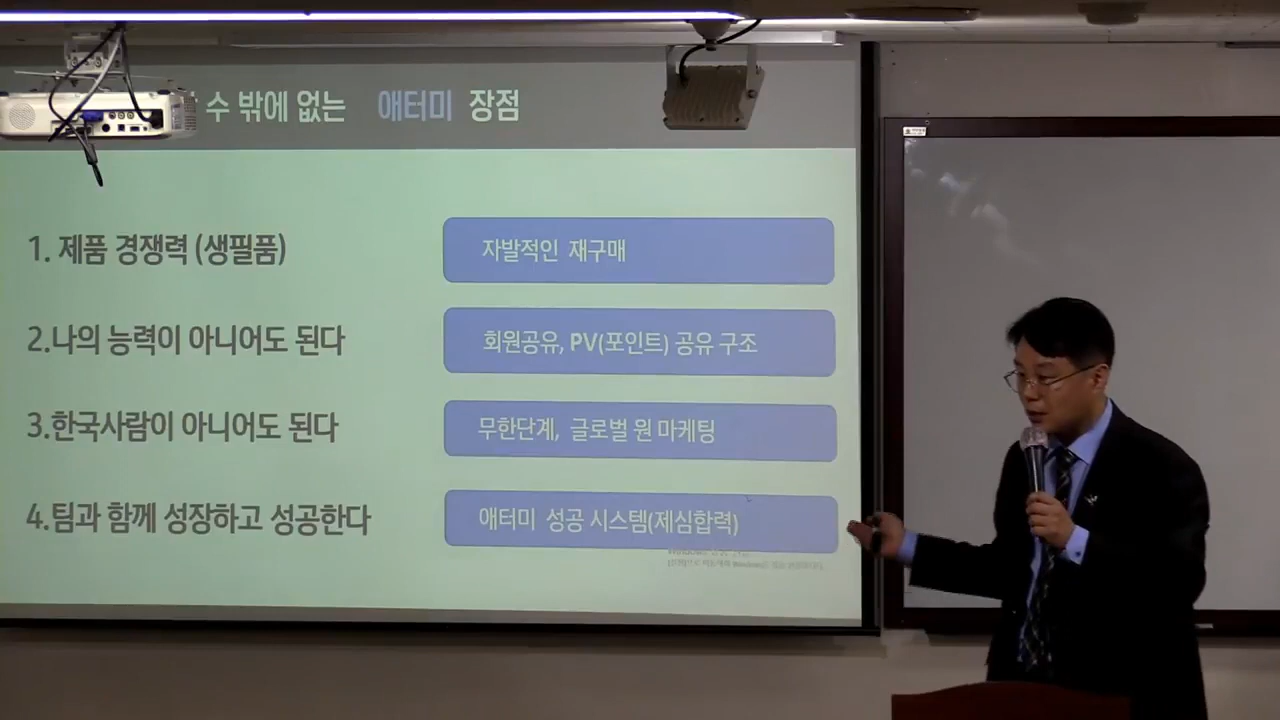 수 밖에 없는 애터미 장점
1. 제품 경쟁력 (생필품)
자발적인 재구매
2.나의 능력이 아니어도 된다
회원공유, PV(포인트) 공유 구조
3.한국사람이 아니어도 된다
무한단계, 글로벌 원 마케팅
4.팀과 함께 성장하고 성공한다
애터미 성공 시스템(제심합력)